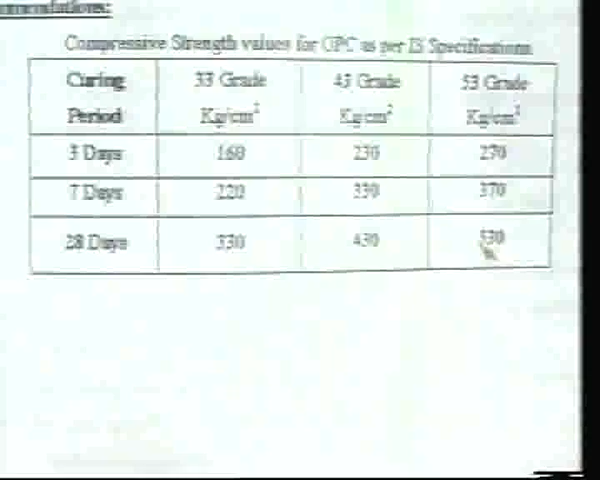 Compressive Strength values for OPC as per IS Specifications
Curing Period 33 Grade Kg/cm² 43 Grade Kg/cm² 53 Grade Kg/cm²
3 Days 160 230 270
7 Days 220 330 370
28 Days 330 430 530